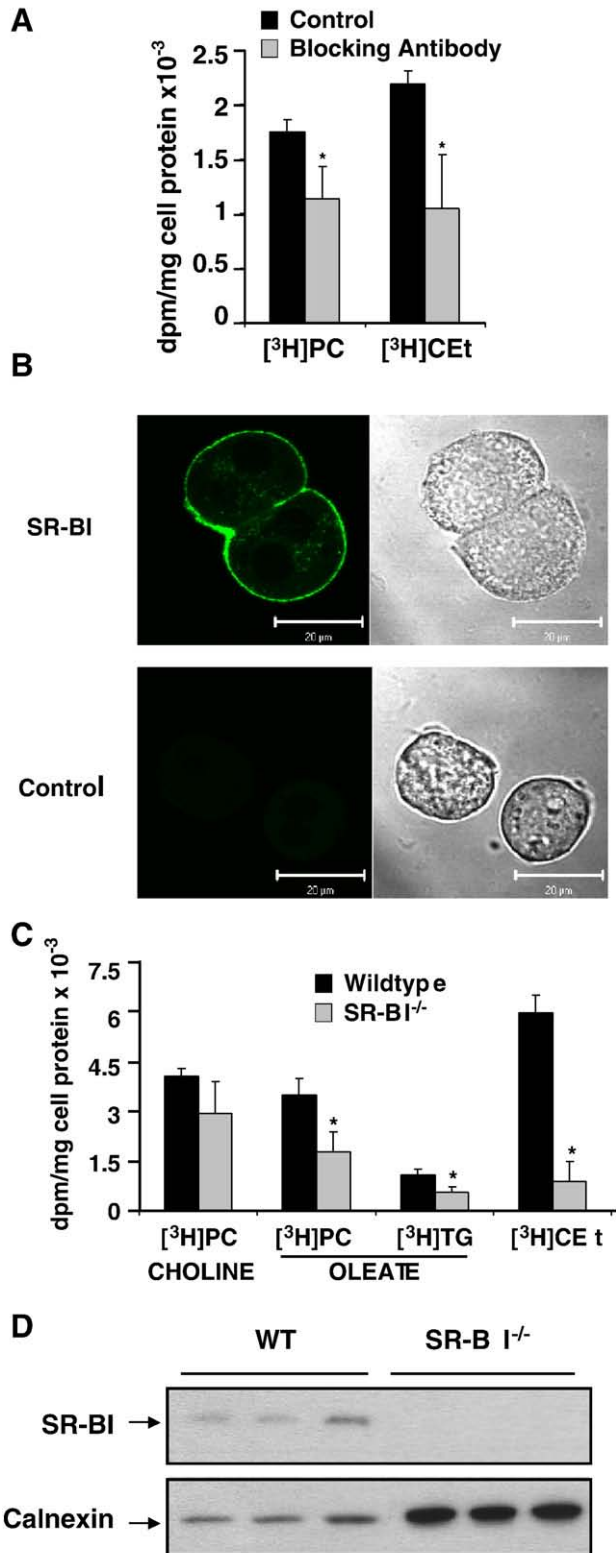 A
Control
Blocking Antibody
dpm/mg cell protein x10⁻³
2.5
2
1.5
1
0.5
0
*
*
[³H]PC [³H]CEt
B
SR-BI
20 µm 20 µm
Control
20 µm 20 µm
C
dpm/mg cell protein x 10⁻³
7.5
6
4.5
3
1.5
0
Wildtype
SR-BI⁻/⁻
*
*
*
[³H]PC [³H]PC [³H]TG [³H]CE t
CHOLINE OLEATE
D
WT SR-B I⁻/⁻
SR-BI
Calnexin